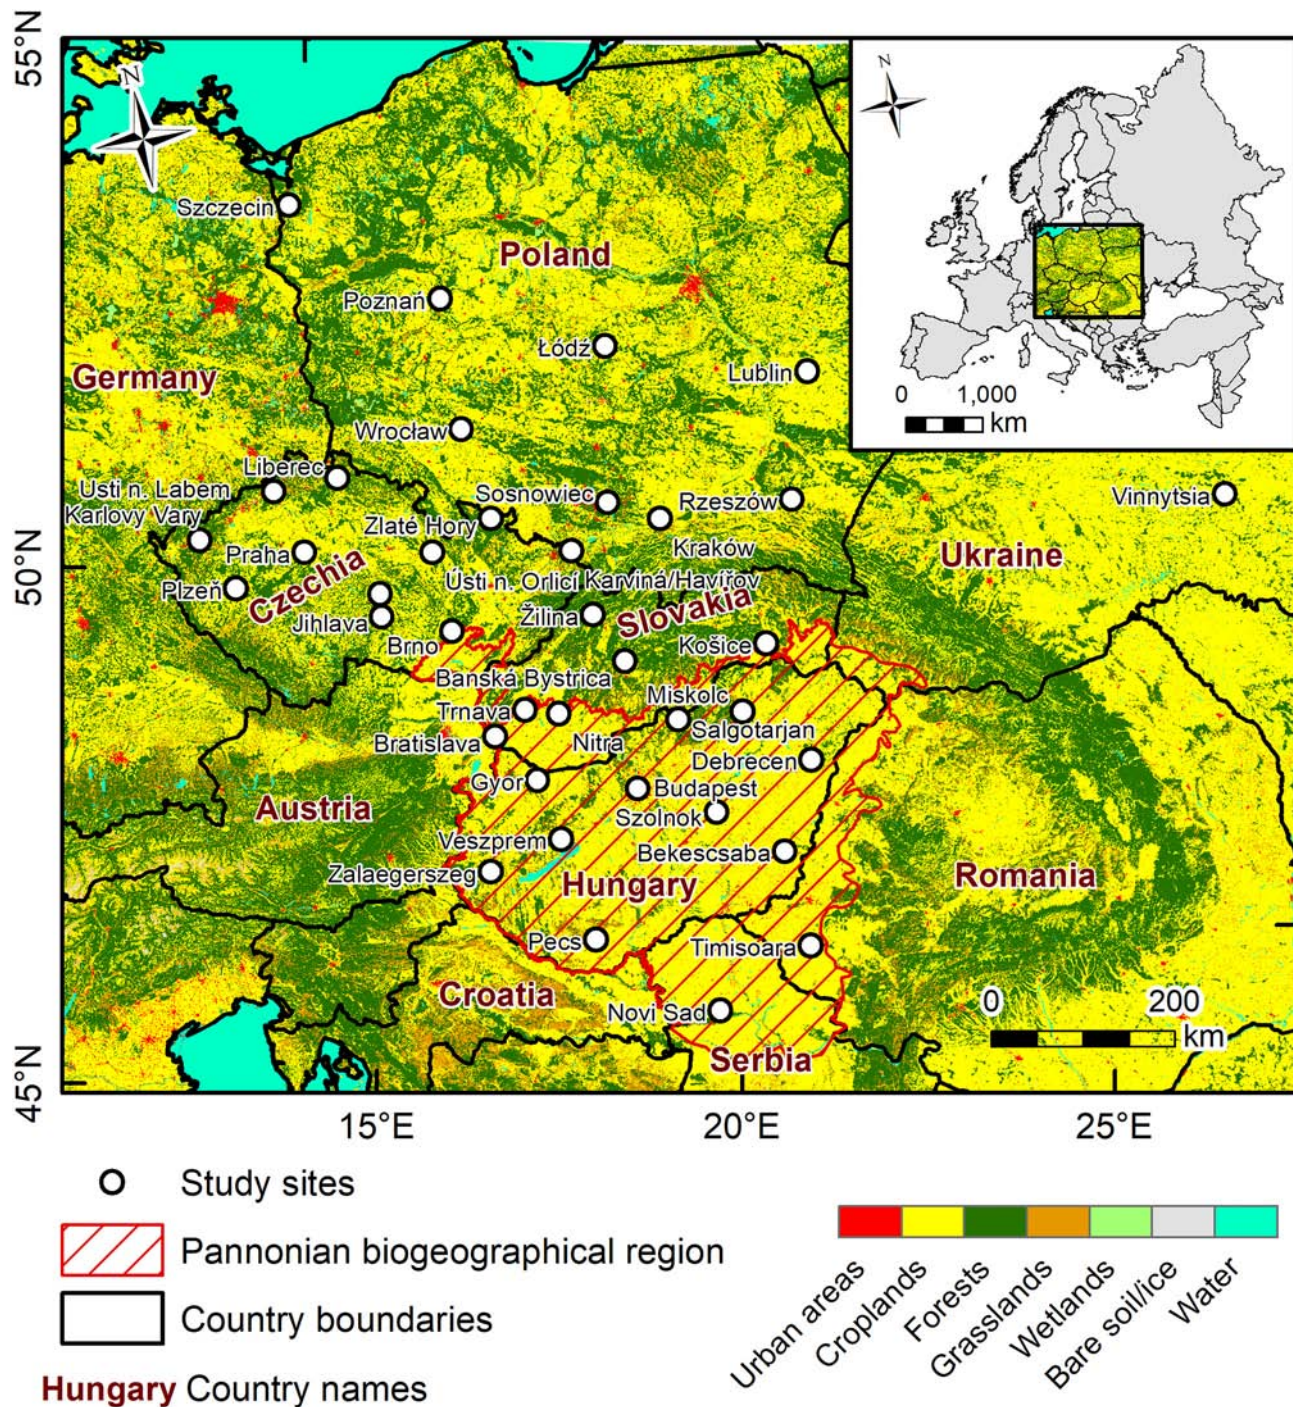 55°N
50°N
45°N
N
N
0 1,000
km
Szczecin
Poland
Poznań
Łódź
Germany
Lublin
Wrocław
Liberec
Usti n. Labem
Sosnowiec
Rzeszów
Vinnytsia
Karlovy Vary
Zlaté Hory
Praha
Kraków
Ukraine
Plzeň
Czechia
Ústi n. Orlicí
Karviná/Havířov
Jihlava
Žilina
Slovakia
Brno
Košice
Banská Bystrica
Miskolc
Trnava
Salgotarjan
Bratislava
Nitra
Debrecen
Gyor
Budapest
Austria
Szolnok
Veszprem
Bekescsaba
Zalaegerszeg
Hungary
Romania
Pecs
Timisoara
Croatia
Novi Sad
0 200
km
Serbia
15°E 20°E 25°E
Study sites
Pannonian biogeographical region
Country boundaries
Hungary Country names
Urban areas
Croplands
Forests
Grasslands
Wetlands
Bare soil/ice
Water